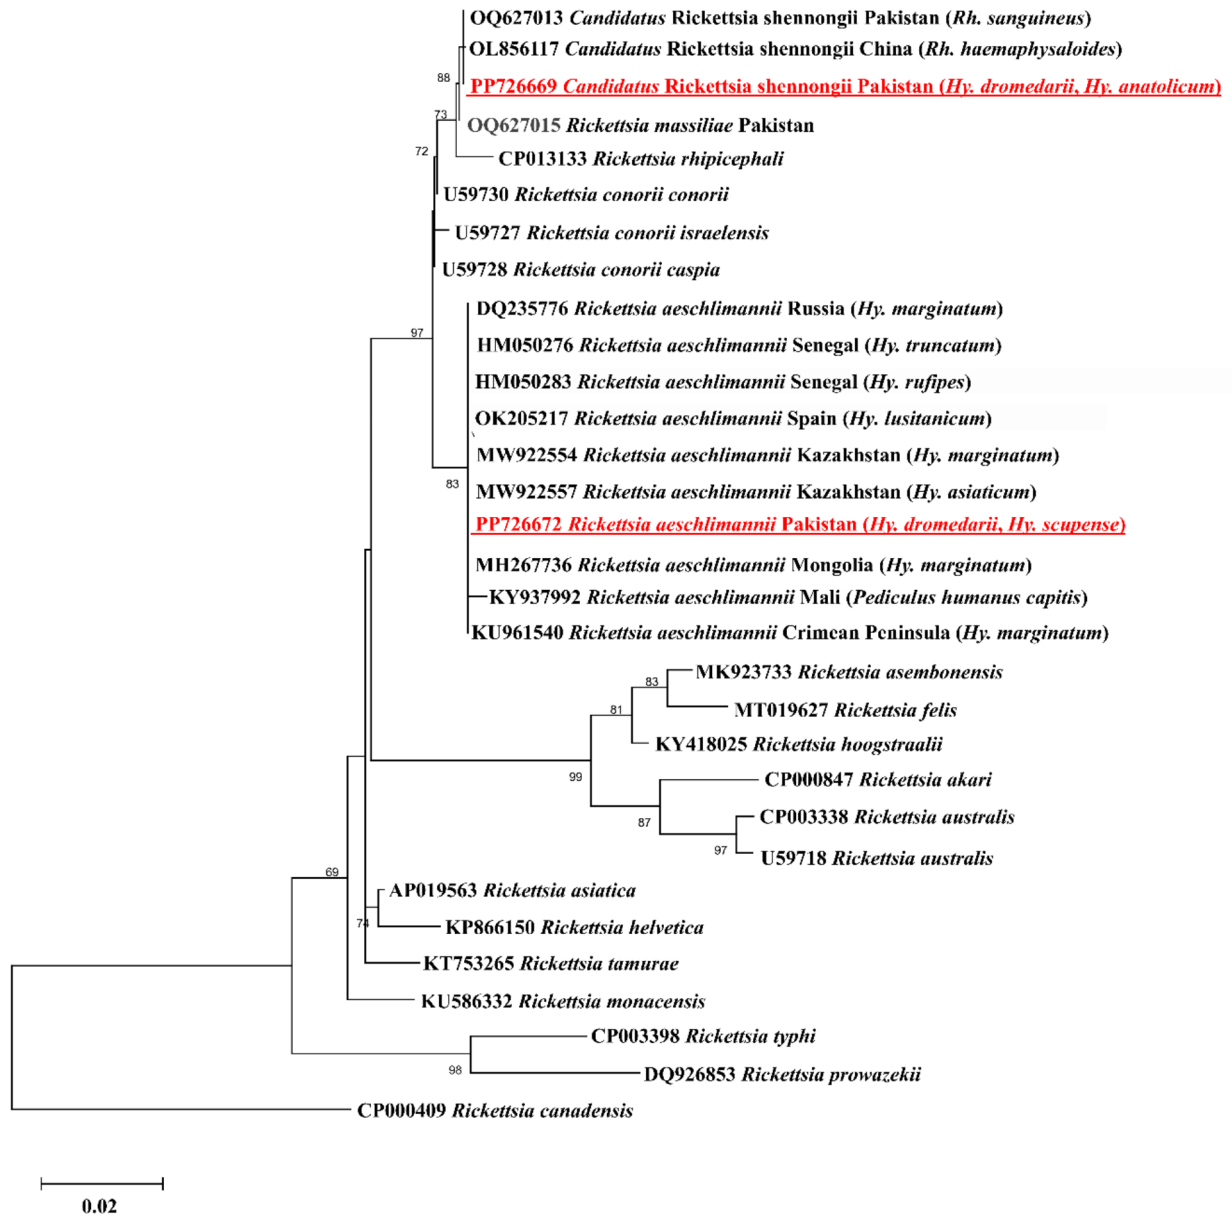 OQ627013 Candidatus Rickettsia shennongii Pakistan (Rh. sanguineus)
OL856117 Candidatus Rickettsia shennongii China (Rh. haemaphysaloides)
88
PP726669 Candidatus Rickettsia shennongii Pakistan (Hy. dromedarii, Hy. anatolicum)
73
OQ627015 Rickettsia massiliae Pakistan
72
CP013133 Rickettsia rhipicephali
U59730 Rickettsia conorii conorii
U59727 Rickettsia conorii israelensis
U59728 Rickettsia conorii caspia
DQ235776 Rickettsia aeschlimannii Russia (Hy. marginatum)
97
HM050276 Rickettsia aeschlimannii Senegal (Hy. truncatum)
HM050283 Rickettsia aeschlimannii Senegal (Hy. rufipes)
OK205217 Rickettsia aeschlimannii Spain (Hy. lusitanicum)
MW922554 Rickettsia aeschlimannii Kazakhstan (Hy. marginatum)
83
MW922557 Rickettsia aeschlimannii Kazakhstan (Hy. asiaticum)
PP726672 Rickettsia aeschlimannii Pakistan (Hy. dromedarii, Hy. scupense)
MH267736 Rickettsia aeschlimannii Mongolia (Hy. marginatum)
KY937992 Rickettsia aeschlimannii Mali (Pediculus humanus capitis)
KU961540 Rickettsia aeschlimannii Crimean Peninsula (Hy. marginatum)
MK923733 Rickettsia asembonensis
83
MT019627 Rickettsia felis
81
KY418025 Rickettsia hoogstraalii
99
CP000847 Rickettsia akari
CP003338 Rickettsia australis
87
97
U59718 Rickettsia australis
69
AP019563 Rickettsia asiatica
74
KP866150 Rickettsia helvetica
KT753265 Rickettsia tamurae
KU586332 Rickettsia monacensis
CP003398 Rickettsia typhi
98
DQ926853 Rickettsia prowazekii
CP000409 Rickettsia canadensis
0.02